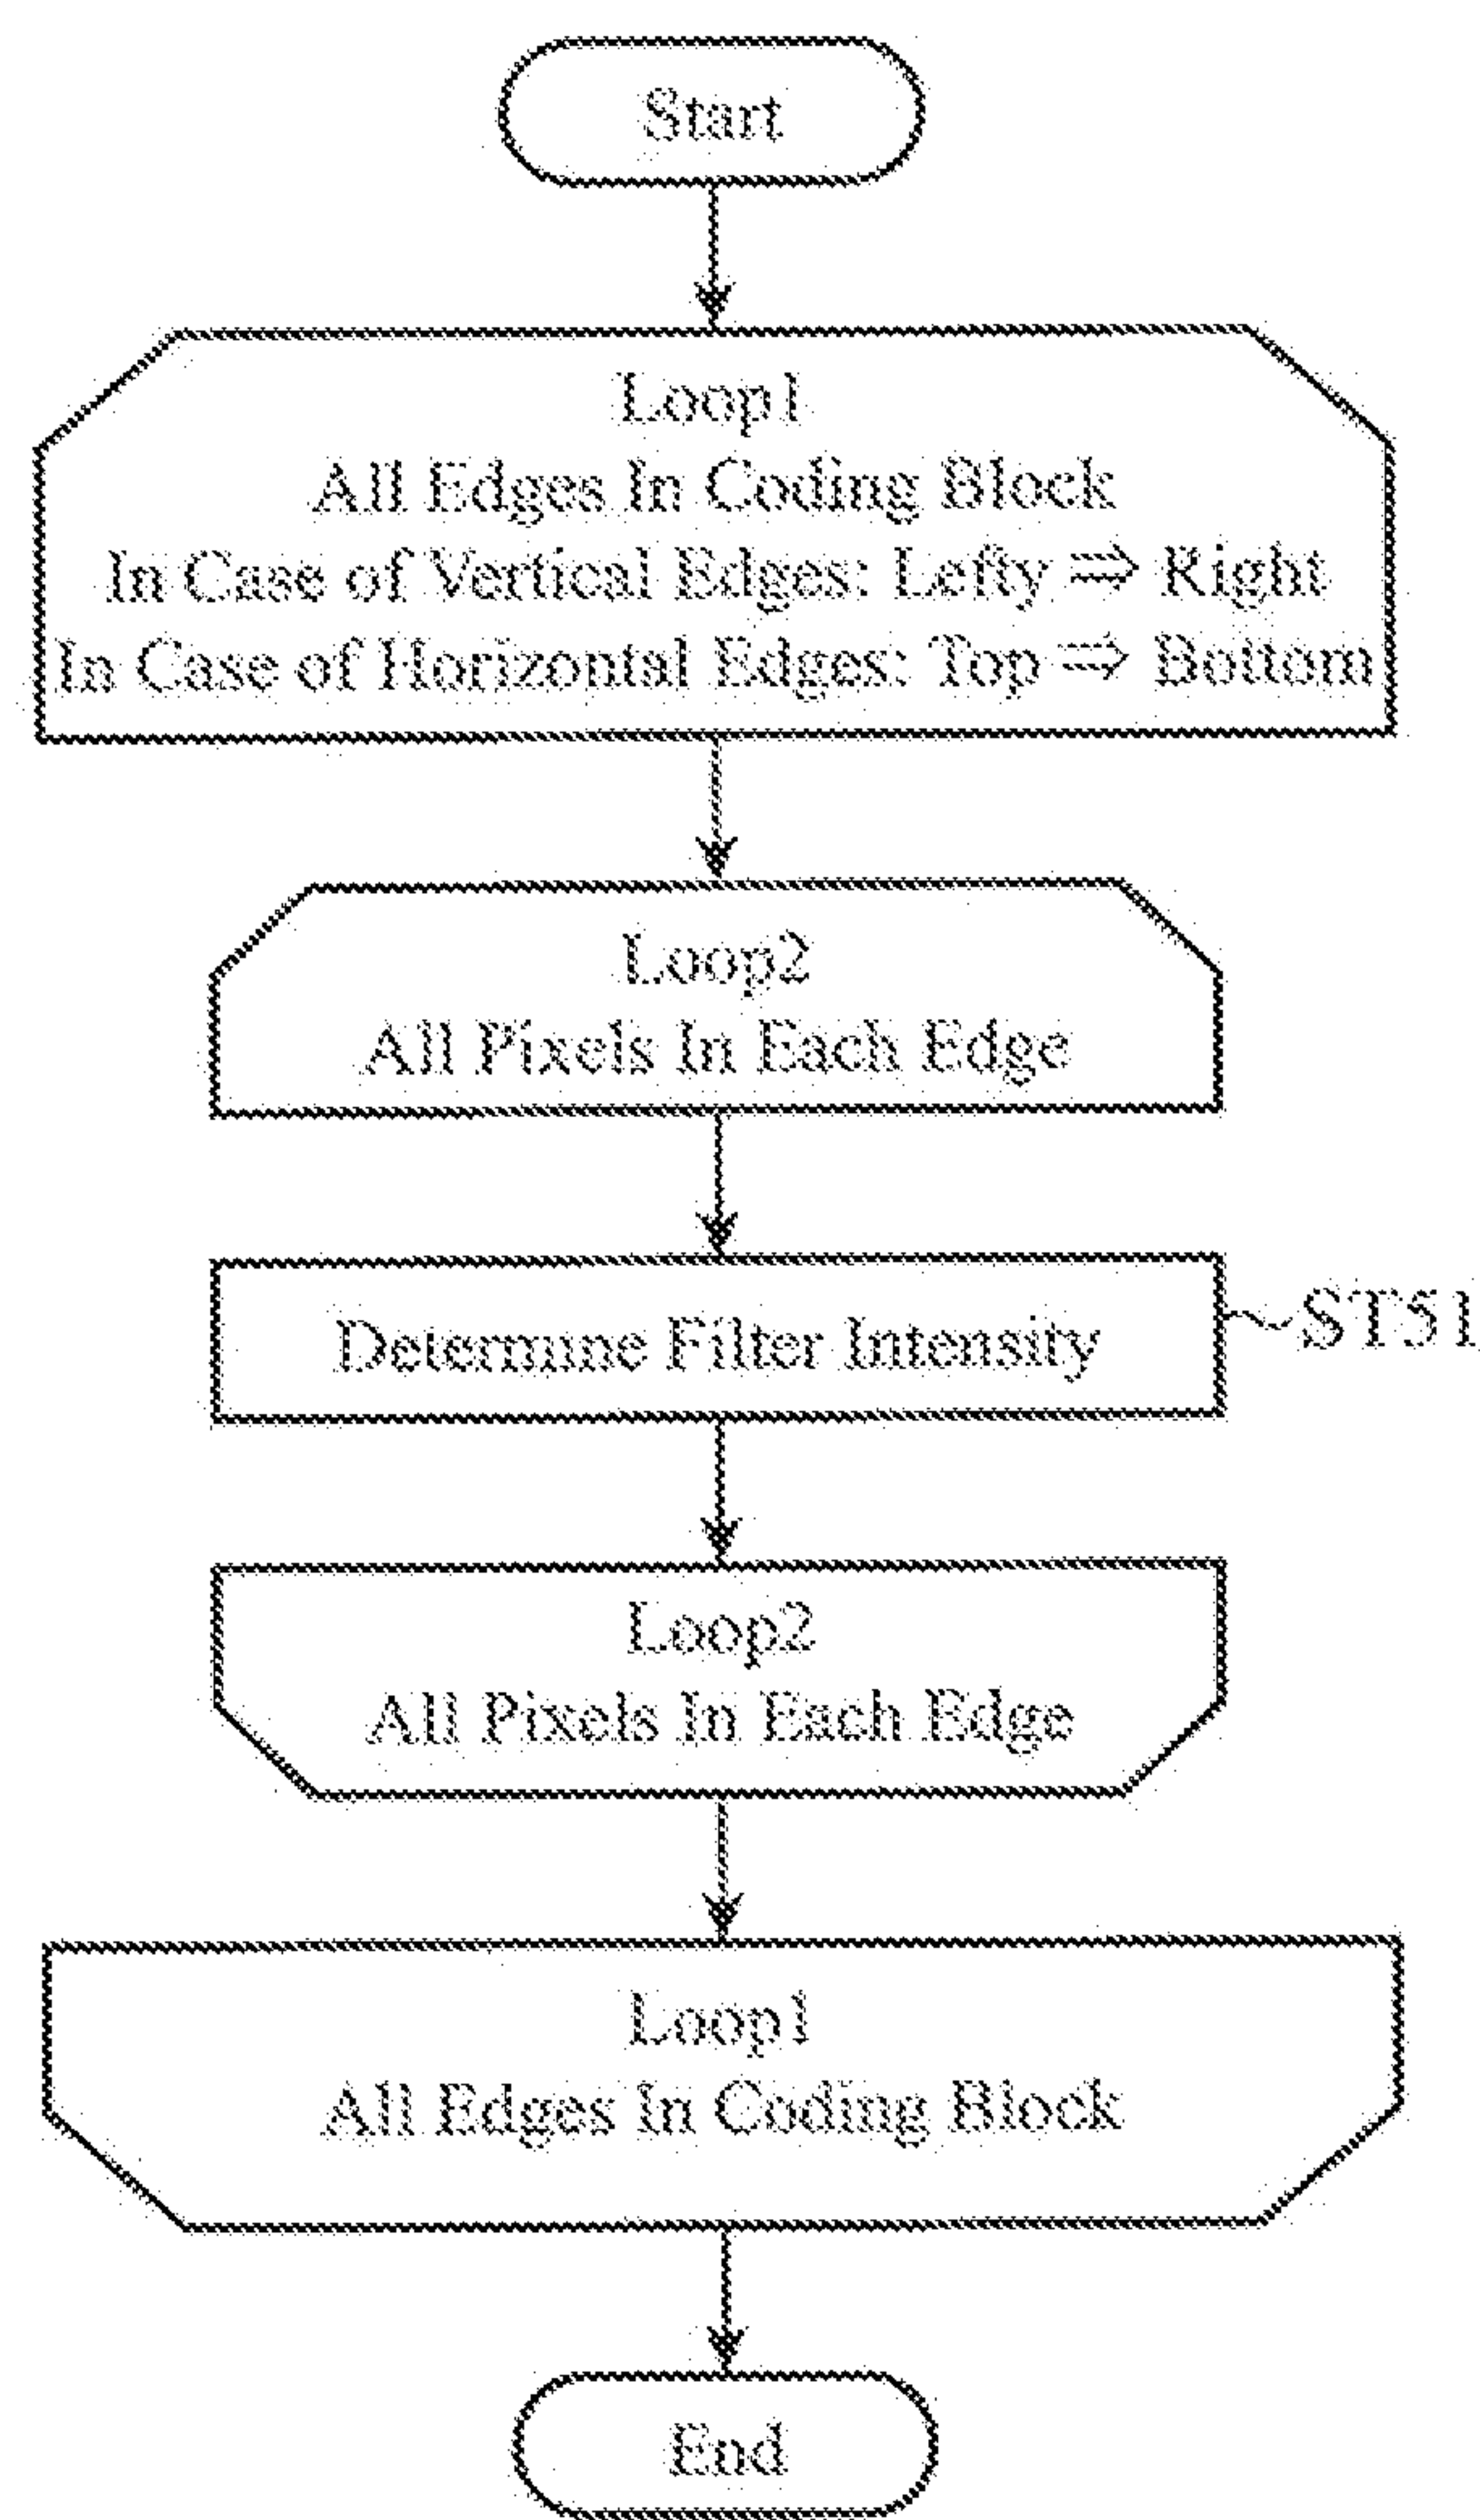 Start
Loop1
All Edges In Coding Block
In Case of Vertical Edges: Lefty ⇒ Right
In Case of Horizontal Edges: Top ⇒ Bottom
Loop2
All Pixels In Each Edge
Determine Filter Intensity
~ST51
Loop2
All Pixels In Each Edge
Loop1
All Edges In Coding Block
End